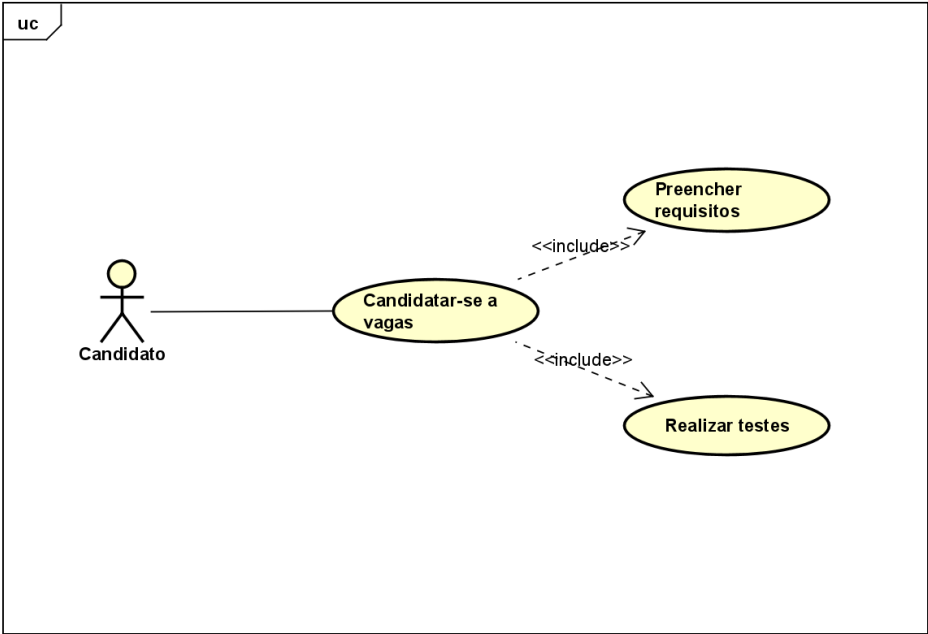 uc
Preencher
requisitos
<<include>>
Candidatar-se a
vagas
Candidato
<<include>>
Realizar testes